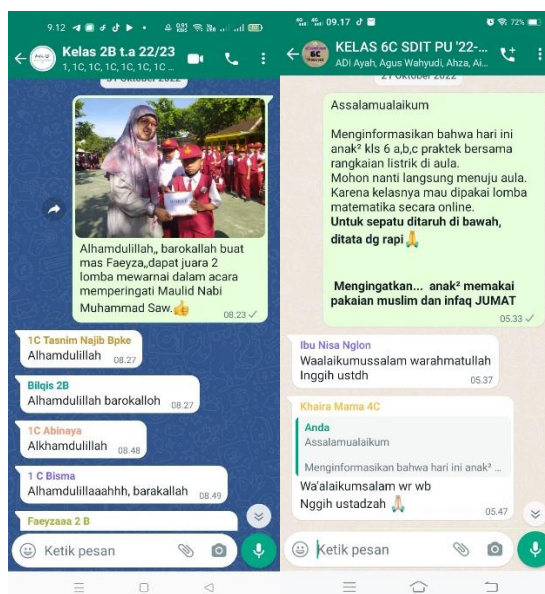 9.12
Kelas 2B t.a 22/23
1, 1C, 1C, 1C, 1C, 1C, 1C ...
31 Oktober 2022
Alhamdulillah,, barokallah buat
mas Faeyza,,dapat juara 2
lomba mewarnai dalam acara
memperingati Maulid Nabi
Muhammad Saw.👍
08.23
1C Tasnim Najib Bpke
Alhamdulillah
08.27
Bilqis 2B
Alhamdulillah barokalloh
08.27
1C Abinaya
Alkhamdulillah
08.48
1 C Bisma
Alhamdulillaaahhh, barakallah
08.49
Faeyzaaa 2 B
Ketik pesan
09.17
72%
KELAS 6C SDIT PU '22-...
ADI Ayah, Agus Wahyudi, Ahza, Ai...
21 Oktober 2022
Assalamualaikum
Menginformasikan bahwa hari ini
anak² kls 6 a,b,c praktek bersama
rangkaian listrik di aula.
Mohon nanti langsung menuju aula.
Karena kelasnya mau dipakai lomba
matematika secara online.
Untuk sepatu ditaruh di bawah,
ditata dg rapi🙏
Mengingatkan... anak² memakai
pakaian muslim dan infaq JUMAT
05.33
Ibu Nisa Nglon
Waalaikumussalam warahmatullah
Inggih ustdh
05.37
Khaira Mama 4C
Anda
Assalamualaikum
Menginformasikan bahwa hari ini anak² ...
Wa'alaikumsalam wr wb
Nggih ustadzah 🙏
05.47
Ketik pesan